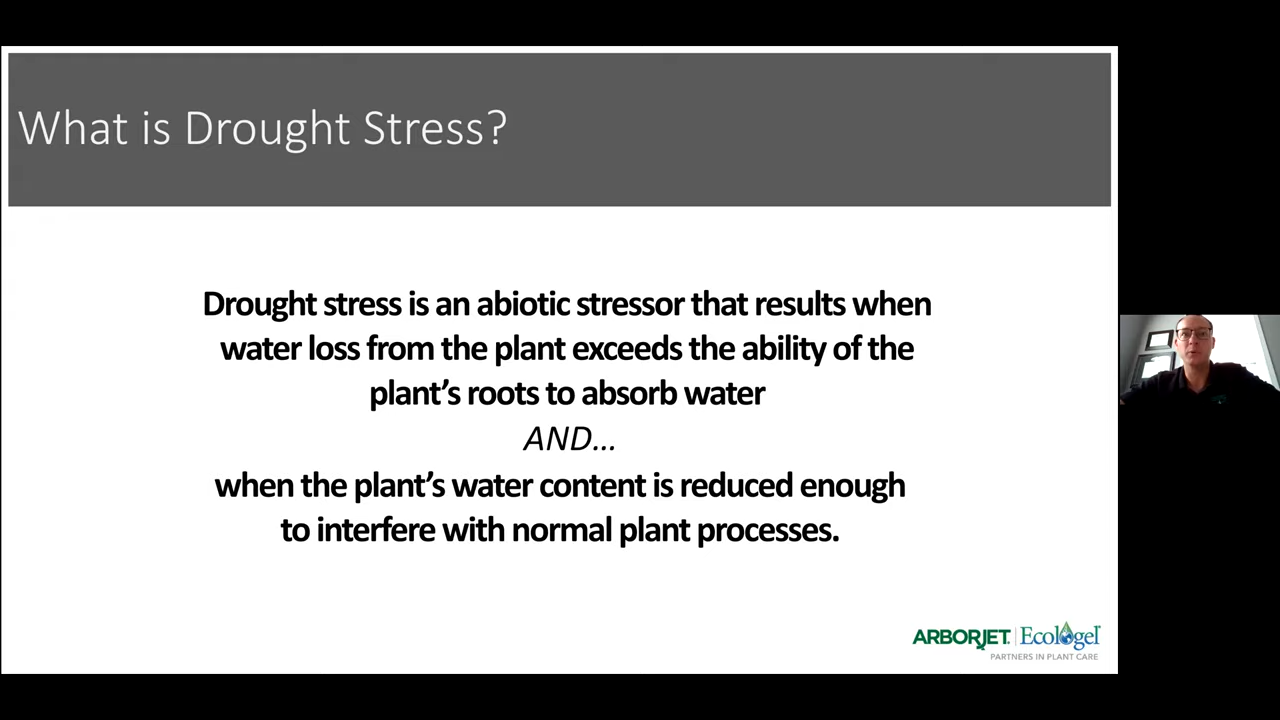 What is Drought Stress?
Drought stress is an abiotic stressor that results when
water loss from the plant exceeds the ability of the
plant’s roots to absorb water
AND…
when the plant’s water content is reduced enough
to interfere with normal plant processes.
ARBORJET. | Ecologel
PARTNERS IN PLANT CARE